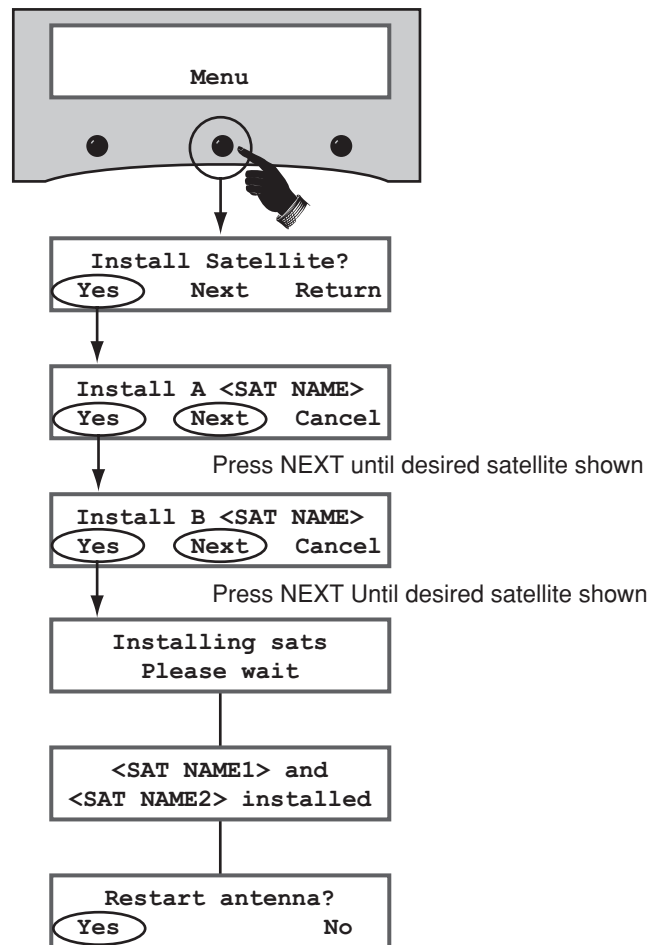 Menu
Install Satellite?
Yes Next Return
Install A <SAT NAME>
Yes Next Cancel
Press NEXT until desired satellite shown
Install B <SAT NAME>
Yes Next Cancel
Press NEXT Until desired satellite shown
Installing sats
Please wait
<SAT NAME1> and
<SAT NAME2> installed
Restart antenna?
Yes No